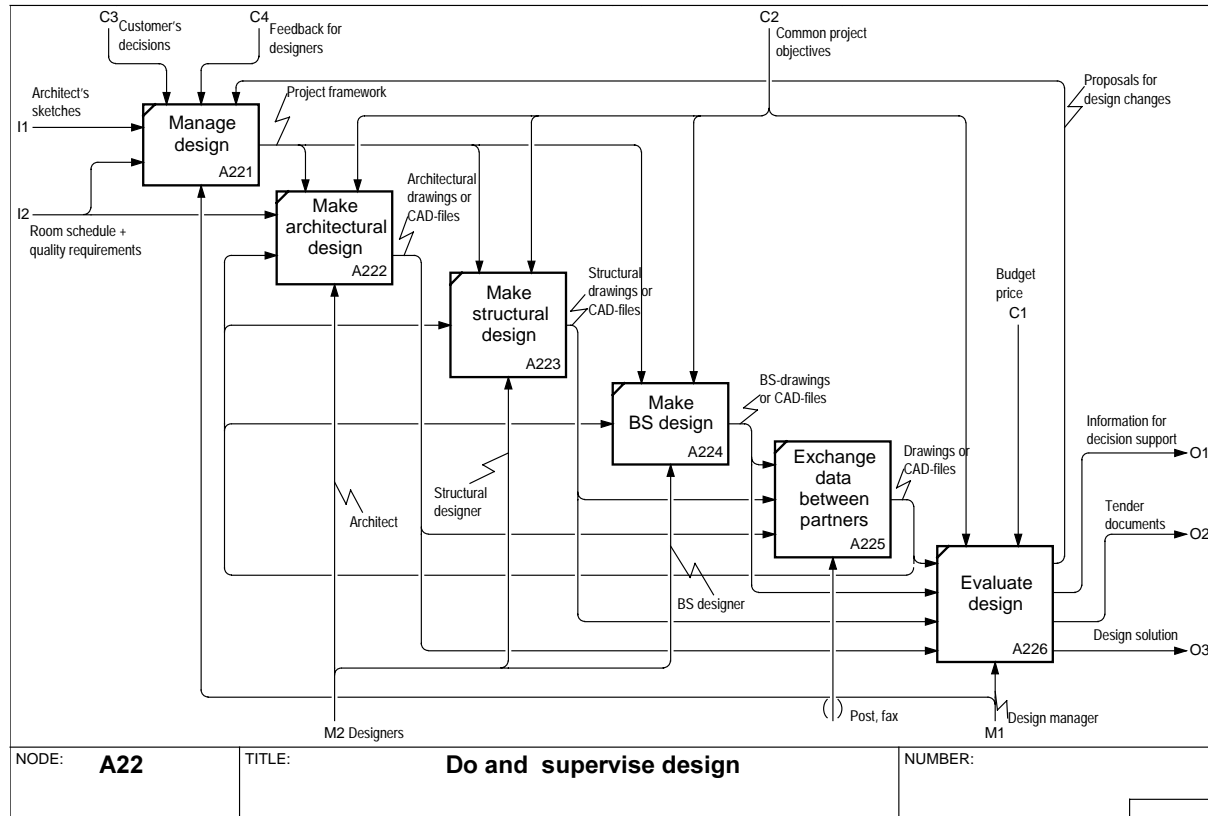 C3
Customer's
decisions
C4
Feedback for
designers
C2
Common project
objectives
Proposals for
design changes
Architect's
sketches
I1
Project framework
Manage
design
A221
I2
Room schedule +
quality requirements
Make
architectural
design
A222
Architectural
drawings or
CAD-files
Make
structural
design
A223
Structural
drawings or
CAD-files
Budget
price
C1
Make
BS design
A224
BS-drawings
or CAD-files
Exchange
data
between
partners
A225
Drawings or
CAD-files
Information for
decision support
O1
Tender
documents
O2
Architect
Structural
designer
BS designer
Evaluate
design
A226
Design solution
O3
M2 Designers
Post, fax
Design manager
M1
NODE: A22
TITLE: Do and supervise design
NUMBER: